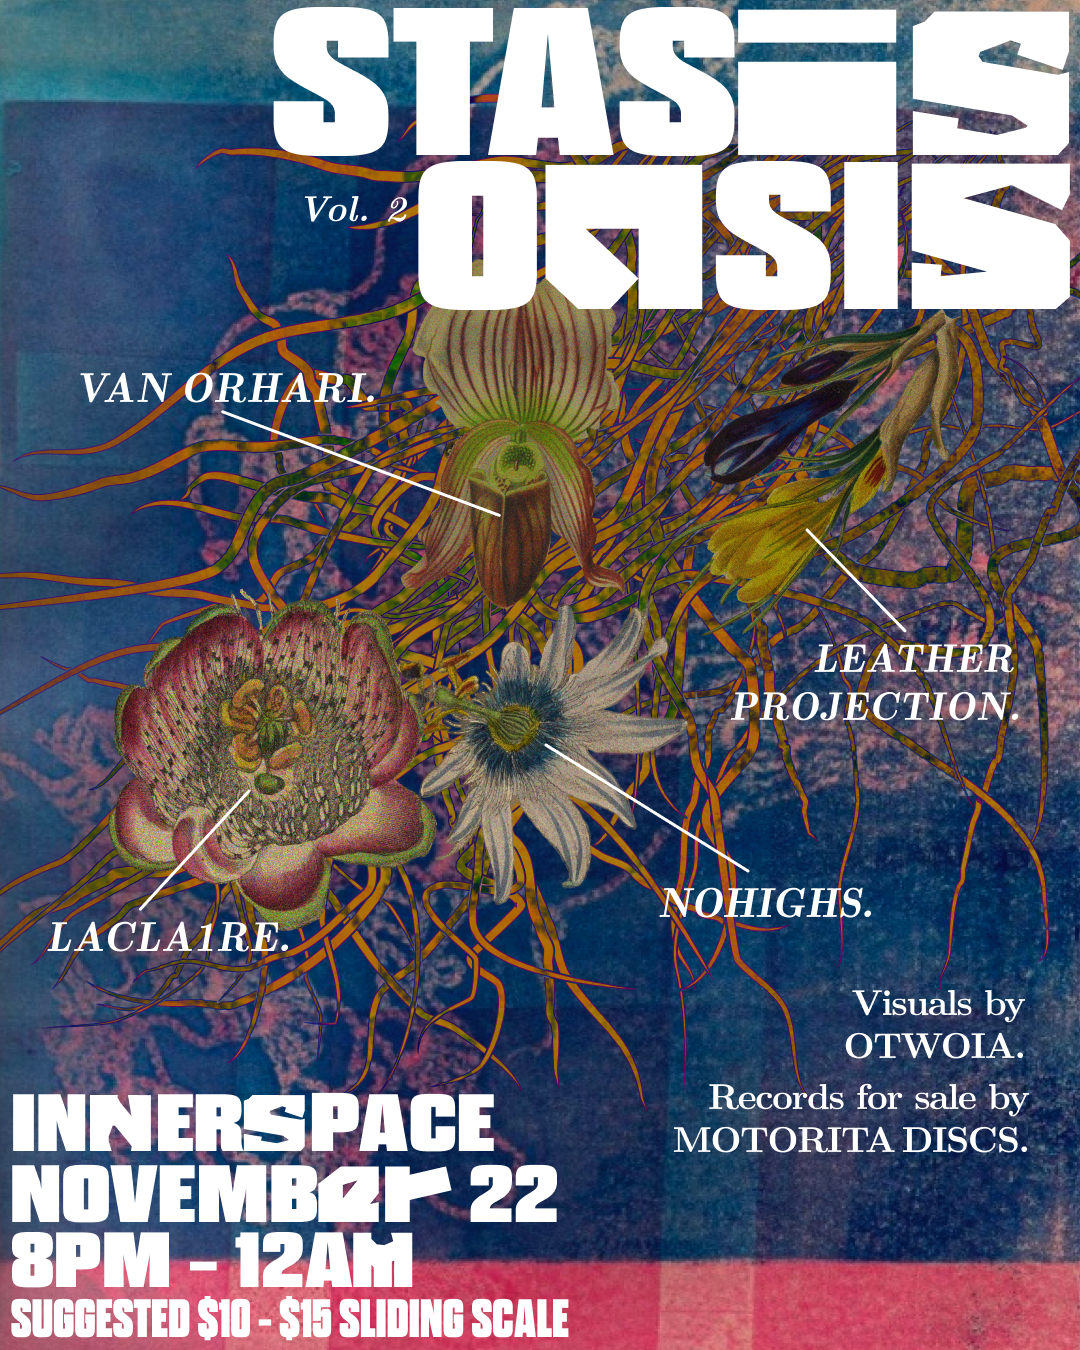 STASIS
Vol. 2
OASIS
VAN ORHARI.
LEATHER
PROJECTION.
NOHIGHS.
LACLA1RE.
Visuals by
OTWOIA.
Records for sale by
MOTORITA DISCS.
INNERSPACE
NOVEMBer 22
8PM - 12AM
SUGGESTED $10 - $15 SLIDING SCALE